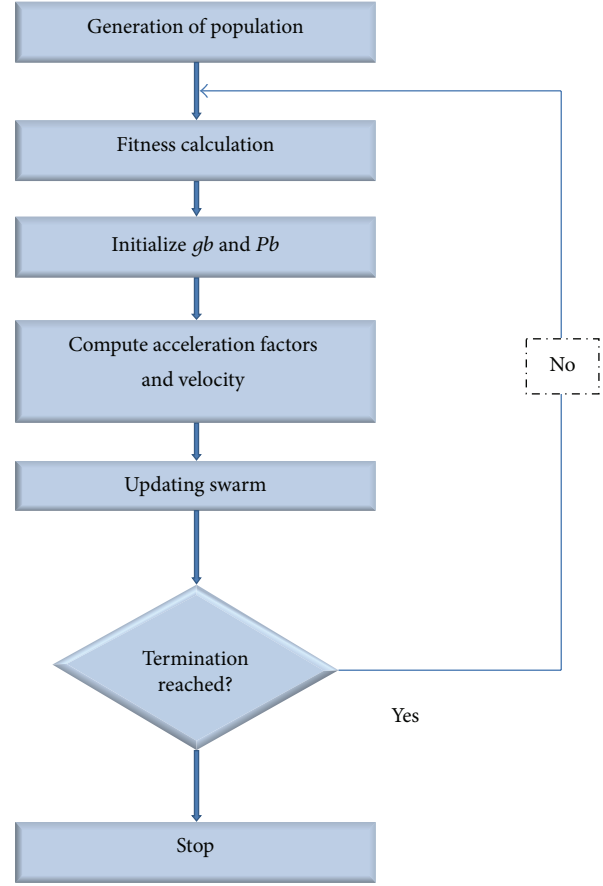 Generation of population
Fitness calculation
Initialize gb and Pb
Compute acceleration factors
and velocity
No
Updating swarm
Termination
reached?
Yes
Stop